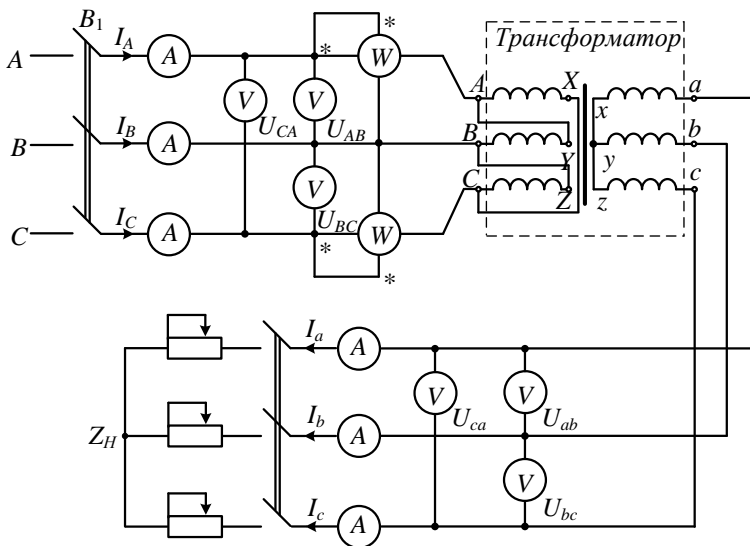 B₁
I_A
A
*
*
W
Трансформатор
A
V
V
U_CA
U_AB
A
X
x
a
B
I_B
A
B
Y
y
b
V
U_BC
C
Z
z
c
C
I_C
A
*
W
*
I_a
A
V
V
U_ca
U_ab
Z_H
I_b
A
V
U_bc
I_c
A